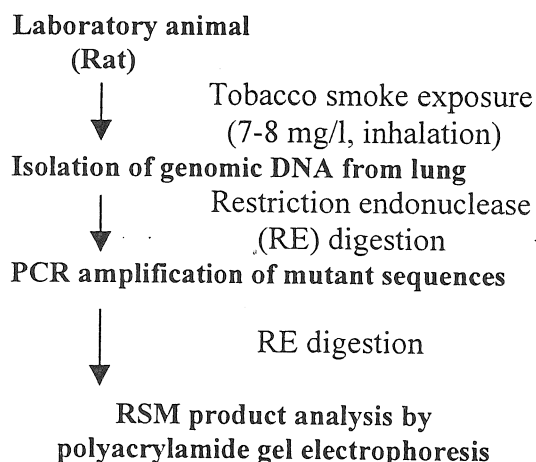 Laboratory animal
(Rat)
Tobacco smoke exposure
(7-8 mg/l, inhalation)
Isolation of genomic DNA from lung
Restriction endonuclease
(RE) digestion
PCR amplification of mutant sequences
RE digestion
RSM product analysis by
polyacrylamide gel electrophoresis